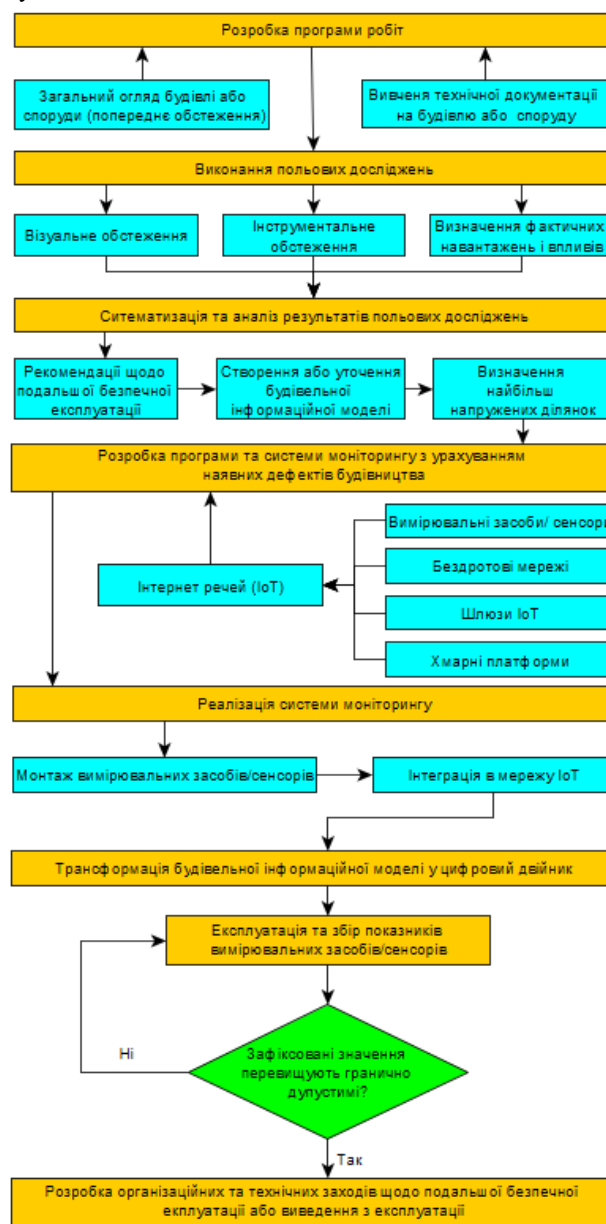 Розробка програми робіт
Загальний огляд будівлі або
споруди (попереднє обстеження)
Вивченя технічної документації
на будівлю або споруду
Виконання польових досліджень
Візуальне обстеження
Інструментальне
обстеження
Визначення фактичних
навантажень і впливів
Ситематизація та аналіз результатів польових досліджень
Рекомендації щодо
подальшої безпечної
експлуатації
Створення або уточення
будівельної
інформаційної моделі
Визначення
найбільш
напружених ділянок
Розробка програми та системи моніторингу з урахуванням
наявних дефектів будівництва
Вимірювальні засоби/ сенсори
Бездротові мережі
Інтернет речей (IoT)
Шлюзи IoT
Хмарні платформи
Реалізація системи моніторингу
Монтаж вимірювальних засобів/сенсорів
Інтеграція в мережу IoT
Трансформація будівельної інформаційної моделі у цифровий двійник
Експлуатація та збір показників
вимірювальних засобів/сенсорів
Ні
Зафіксовані значення
перевищують гранично
дупустимі?
Так
Розробка організаційних та технічних заходів щодо подальшої безпечної
екплуатації або виведення з експлуатації